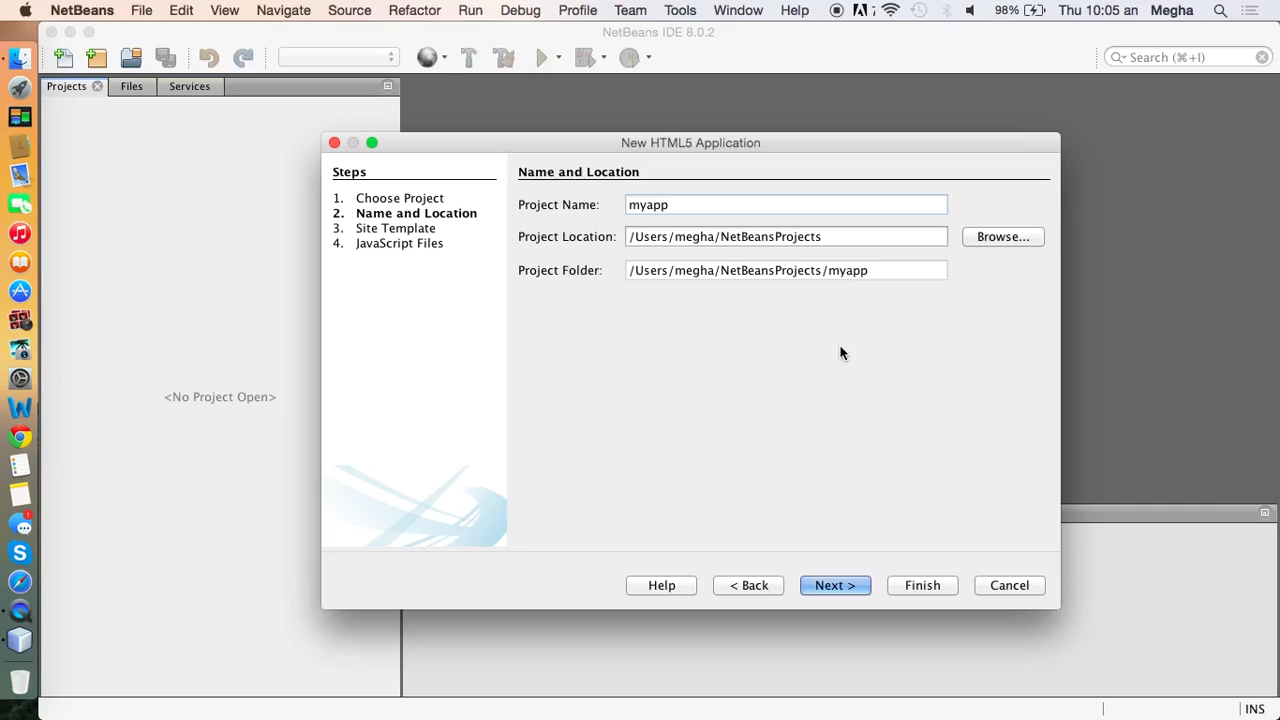 NetBeans File Edit View Navigate Source Refactor Run Debug Profile Team Tools Window Help 98% Thu 10:05 am Megha
NetBeans IDE 8.0.2
Search (⌘+I)
Projects Files Services
New HTML5 Application
Steps
1. Choose Project
2. Name and Location
3. Site Template
4. JavaScript Files
Name and Location
Project Name: myapp
Project Location: /Users/megha/NetBeansProjects Browse...
Project Folder: /Users/megha/NetBeansProjects/myapp
<No Project Open>
Help < Back Next > Finish Cancel
INS